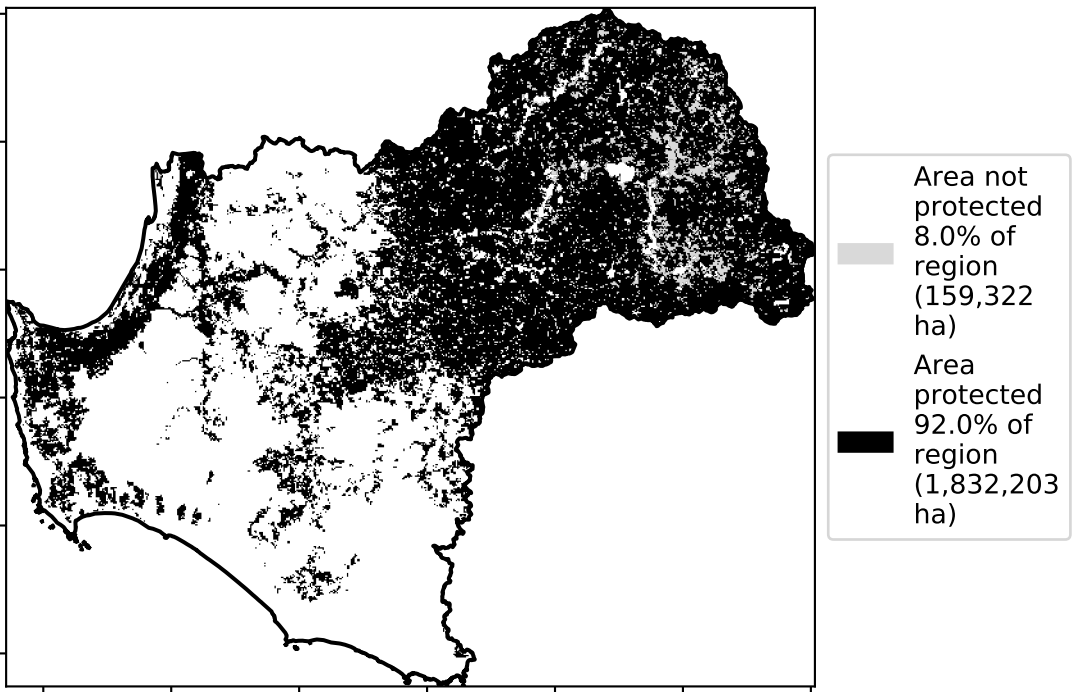 Area not
protected
8.0% of
region
(159,322
ha)
Area
protected
92.0% of
region
(1,832,203
ha)